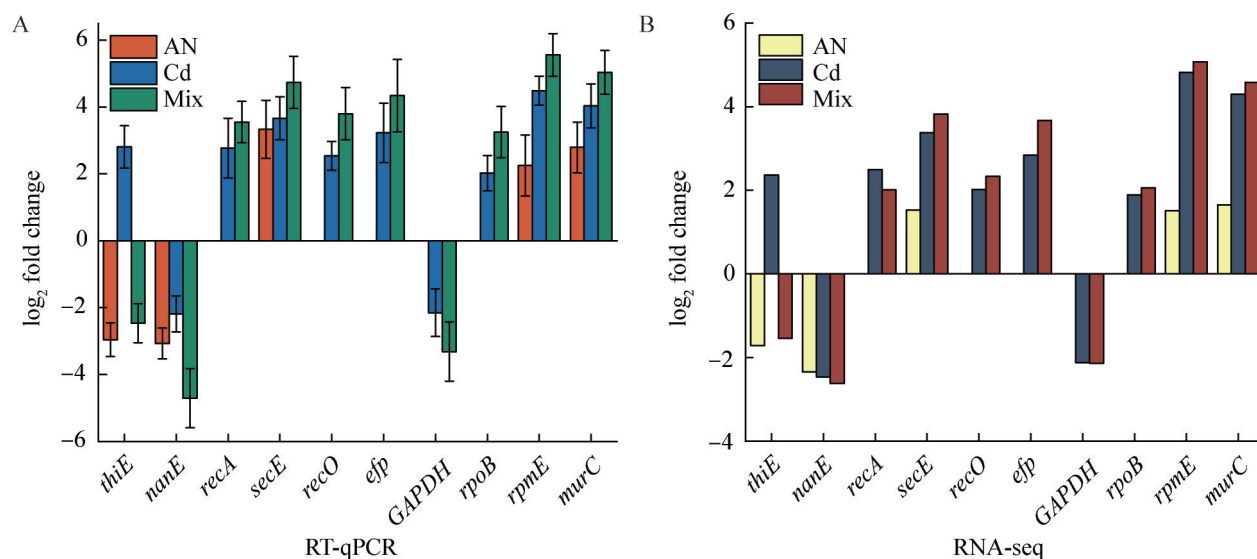 A
AN
Cd
Mix
6
4
2
0
−2
−4
−6
log2 fold change
thiE
nanE
recA
secE
recO
efp
GAPDH
rpoB
rpmE
murC
RT-qPCR
B
AN
Cd
Mix
6
4
2
0
−2
−4
log2 fold change
thiE
nanE
recA
secE
recO
efp
GAPDH
rpoB
rpmE
murC
RNA-seq